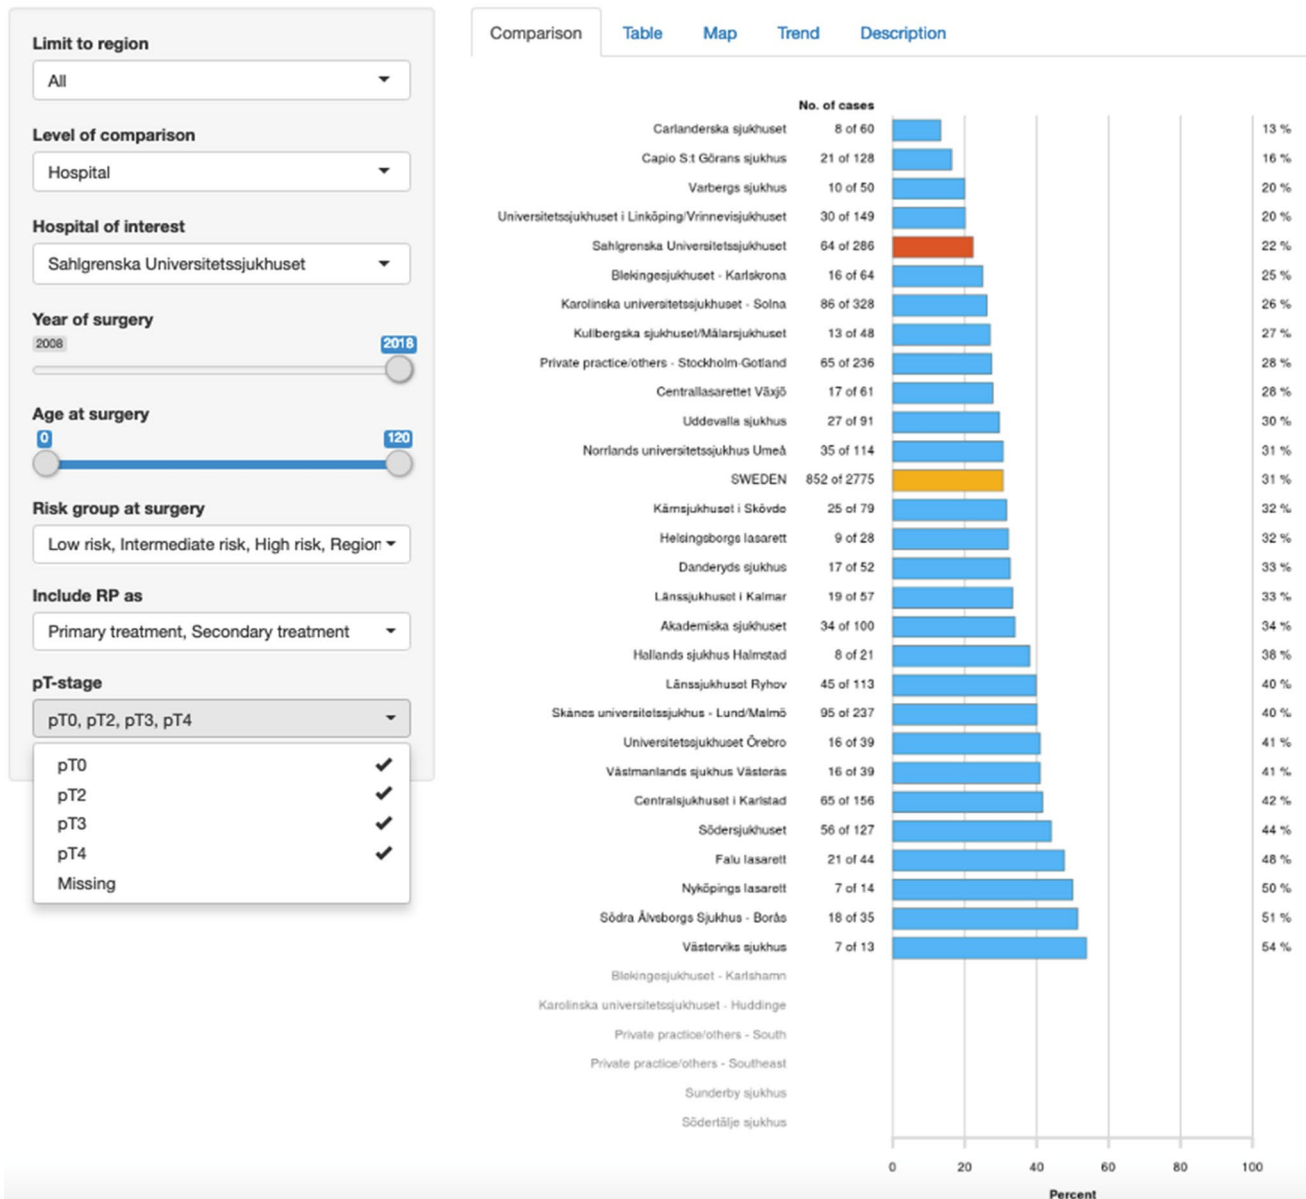 Limit to region
All
Level of comparison
Hospital
Hospital of interest
Sahlgrenska Universitetssjukhuset
Year of surgery
2008 2018
Age at surgery
0 120
Risk group at surgery
Low risk, Intermediate risk, High risk, Region
Include RP as
Primary treatment, Secondary treatment
pT-stage
pT0, pT2, pT3, pT4
pT0
pT2
pT3
pT4
Missing
Comparison Table Map Trend Description
No. of cases
Carlanderska sjukhuset 8 of 60 13 %
Capio S:t Görans sjukhus 21 of 128 16 %
Varbergs sjukhus 10 of 50 20 %
Universitetssjukhuset i Linköping/Vrinnevisjukhuset 30 of 149 20 %
Sahlgrenska Universitetssjukhuset 64 of 286 22 %
Blekingesjukhuset - Karlskrona 16 of 64 25 %
Karolinska universitetssjukhuset - Solna 86 of 328 26 %
Kullbergska sjukhuset/Mälarsjukhuset 13 of 48 27 %
Private practice/others - Stockholm-Gotland 65 of 236 28 %
Centrallasarettet Växjö 17 of 61 28 %
Uddevalla sjukhus 27 of 91 30 %
Norrlands universitetssjukhus Umeå 35 of 114 31 %
SWEDEN 852 of 2775 31 %
Kärnsjukhuset i Skövde 25 of 79 32 %
Helsingborgs lasarett 9 of 28 32 %
Danderyds sjukhus 17 of 52 33 %
Länssjukhuset i Kalmar 19 of 57 33 %
Akademiska sjukhuset 34 of 100 34 %
Hallands sjukhus Halmstad 8 of 21 38 %
Länssjukhuset Ryhov 45 of 113 40 %
Skånes universitetssjukhus - Lund/Malmö 95 of 237 40 %
Universitetssjukhuset Örebro 16 of 39 41 %
Västmanlands sjukhus Västerås 16 of 39 41 %
Centralsjukhuset i Karlstad 65 of 156 42 %
Södersjukhuset 56 of 127 44 %
Falu lasarett 21 of 44 48 %
Nyköpings lasarett 7 of 14 50 %
Södra Älvsborgs Sjukhus - Borås 18 of 35 51 %
Västerviks sjukhus 7 of 13 54 %
Blekingesjukhuset - Karlshamn
Karolinska universitetssjukhuset - Huddinge
Private practice/others - South
Private practice/others - Southeast
Sunderby sjukhus
Södertälje sjukhus
0 20 40 60 80 100
Percent